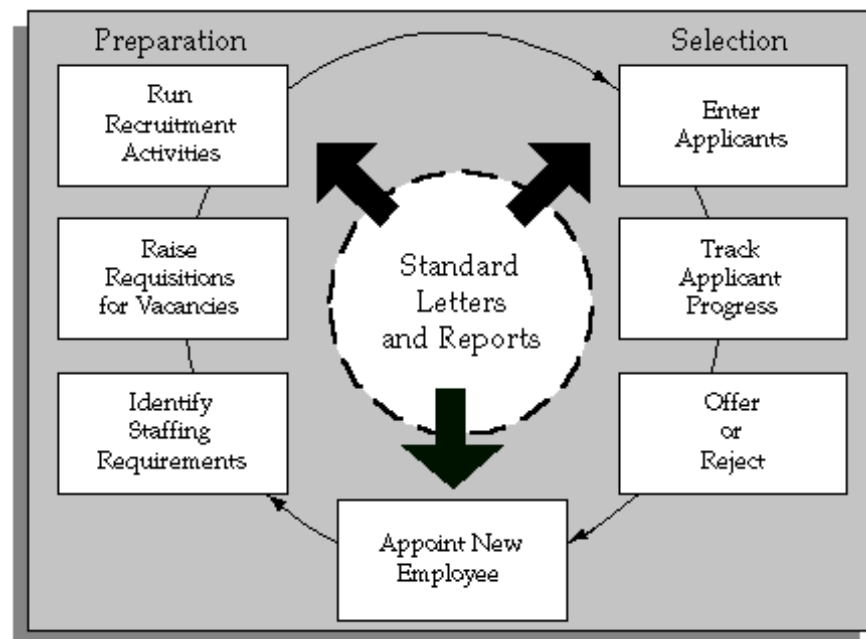 Preparation
Run
Recruitment
Activities
Raise
Requisitions
for Vacancies
Identify
Staffing
Requirements
Standard
Letters
and Reports
Appoint New
Employee
Selection
Enter
Applicants
Track
Applicant
Progress
Offer
or
Reject